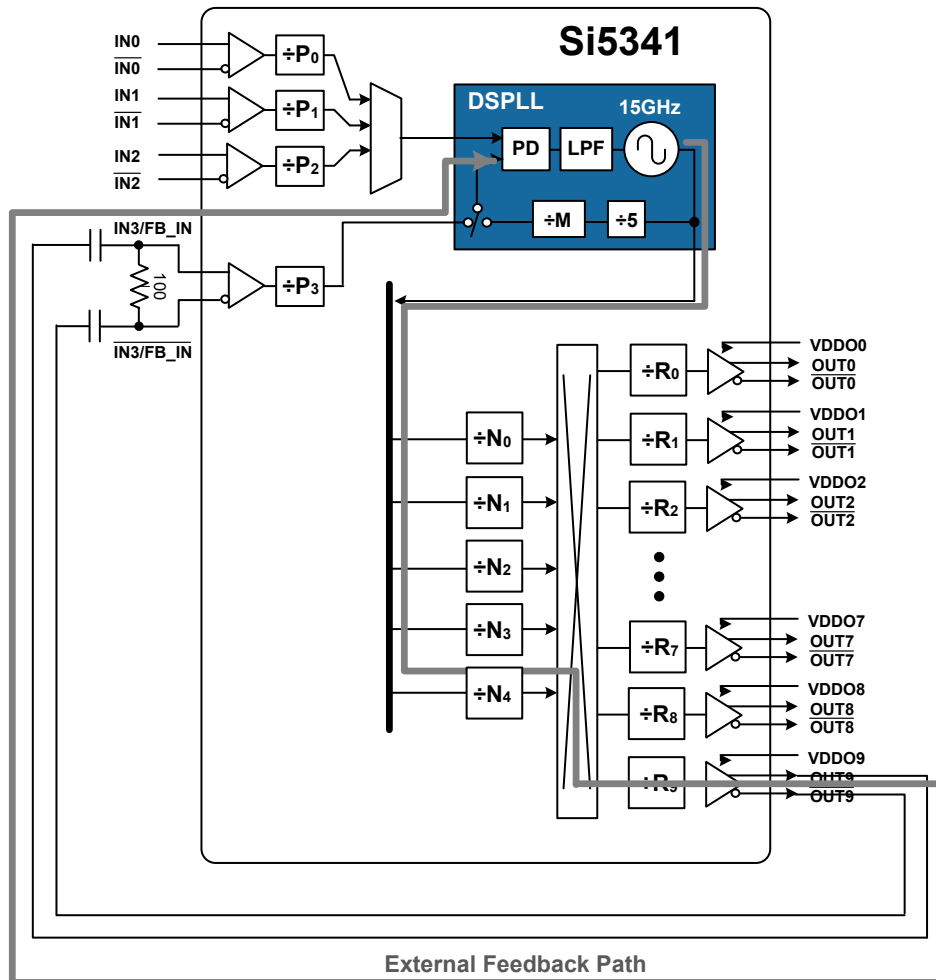 Si5341
IN0
IN0
÷P0
IN1
IN1
÷P1
IN2
IN2
÷P2
DSPLL
15GHz
PD
LPF
÷M
÷5
IN3/FB_IN
100
÷P3
IN3/FB_IN
÷N0
÷N1
÷N2
÷N3
÷N4
÷R0
VDDO0
OUT0
OUT0
÷R1
VDDO1
OUT1
OUT1
÷R2
VDDO2
OUT2
OUT2
÷R7
VDDO7
OUT7
OUT7
÷R8
VDDO8
OUT8
OUT8
÷R9
VDDO9
OUT9
OUT9
External Feedback Path